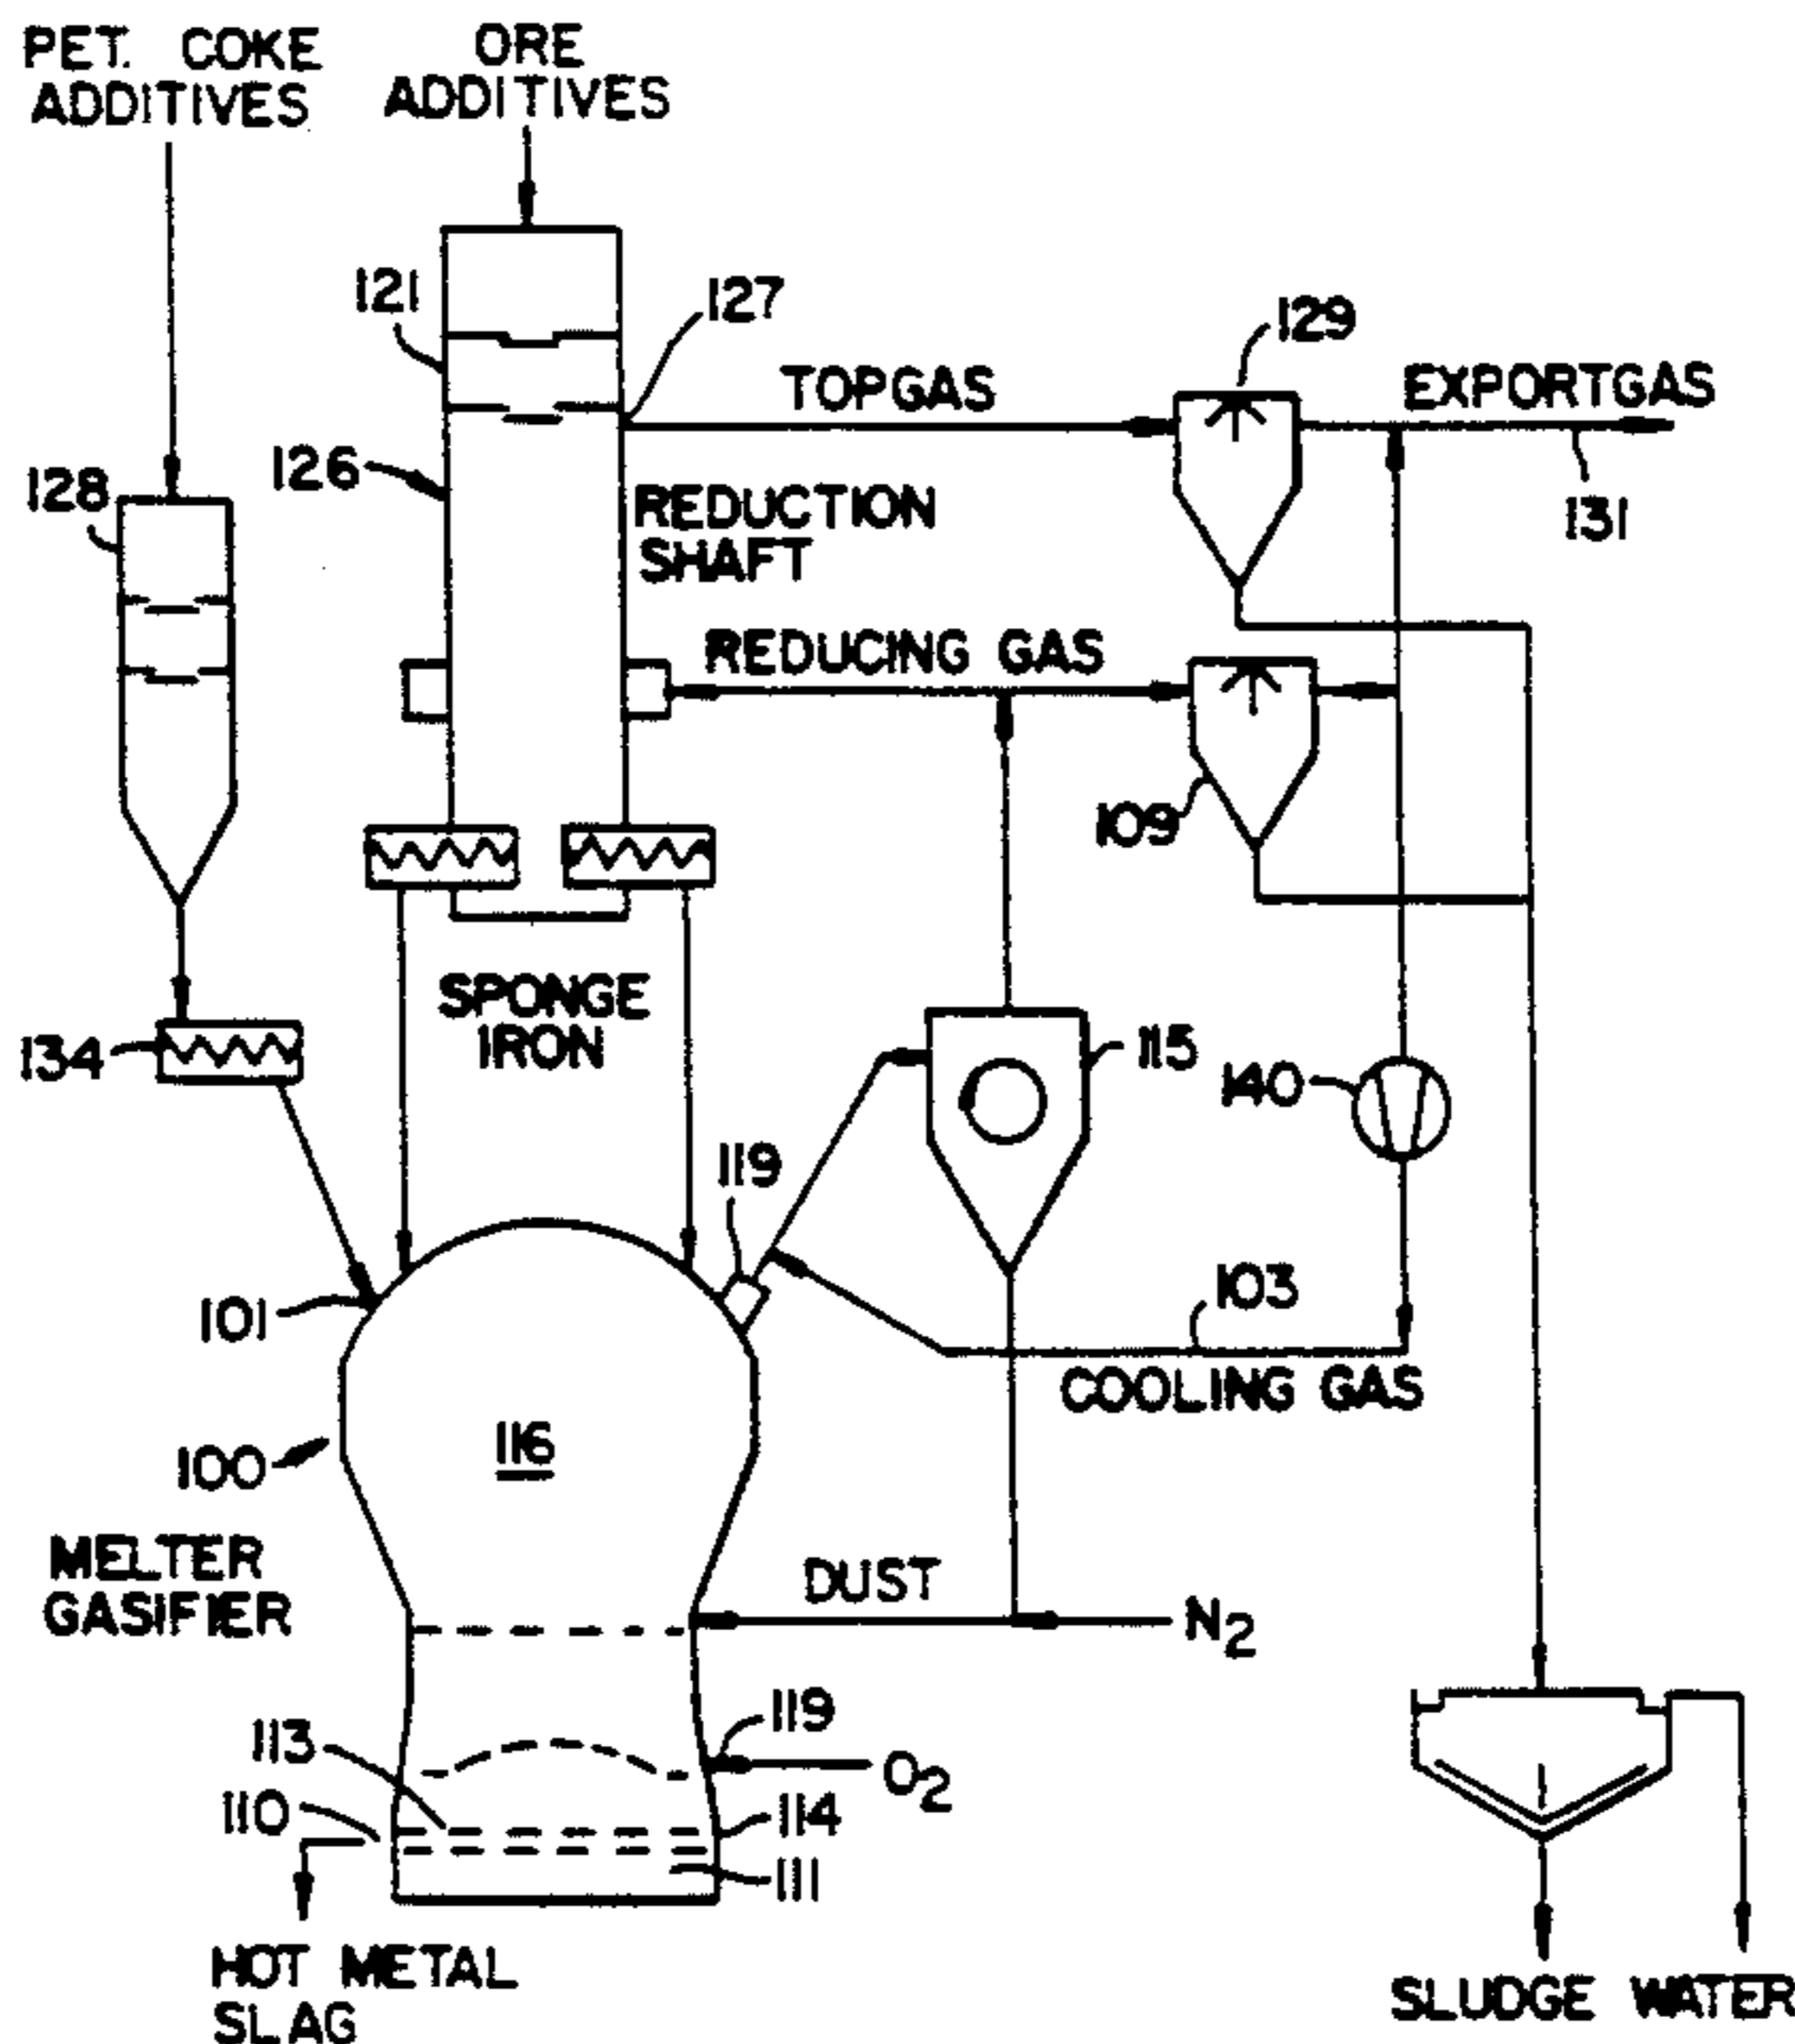 PET. COKE
ADDITIVES
ORE
ADDITIVES
121
127
129
TOPGAS
EXPORTGAS
126
128
REDUCTION
SHAFT
131
REDUCING GAS
109
SPONGE
IRON
134
115
140
119
101
103
COOLING GAS
116
100
MELTER
GASIFIER
DUST
N2
119
113
O2
110
114
111
HOT METAL
SLAG
SLUDGE WATER